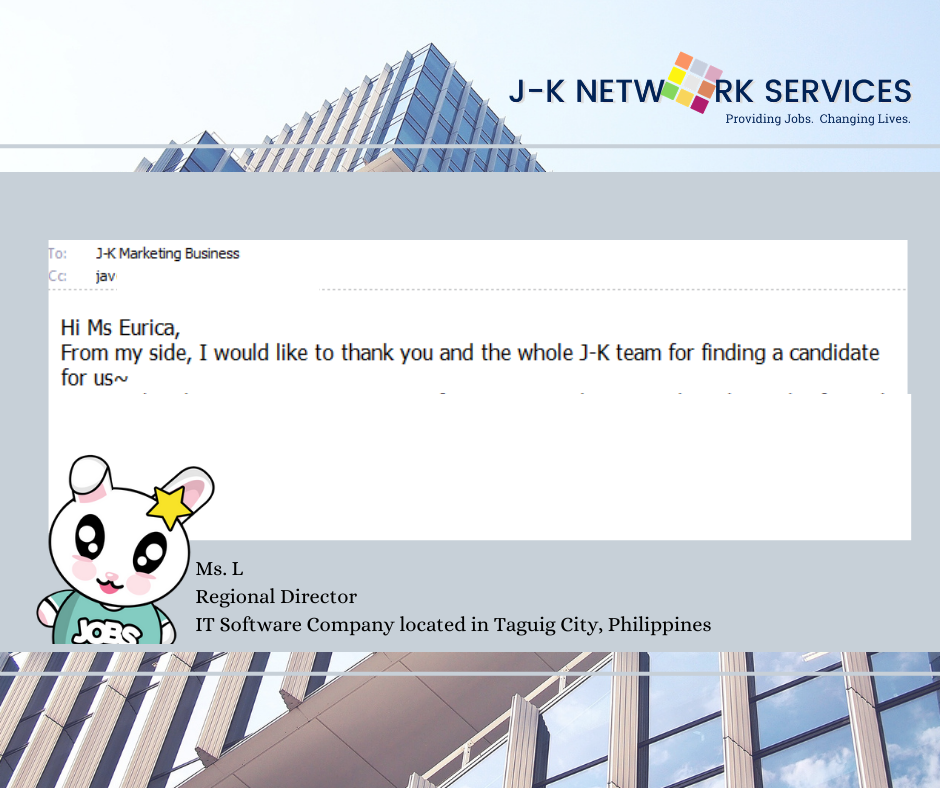 J-K NETW RK SERVICES
Providing Jobs. Changing Lives.
To: J-K Marketing Business
Cc: jav
Hi Ms Eurica,
From my side, I would like to thank you and the whole J-K team for finding a candidate
for us~
JOBS
Ms. L
Regional Director
IT Software Company located in Taguig City, Philippines